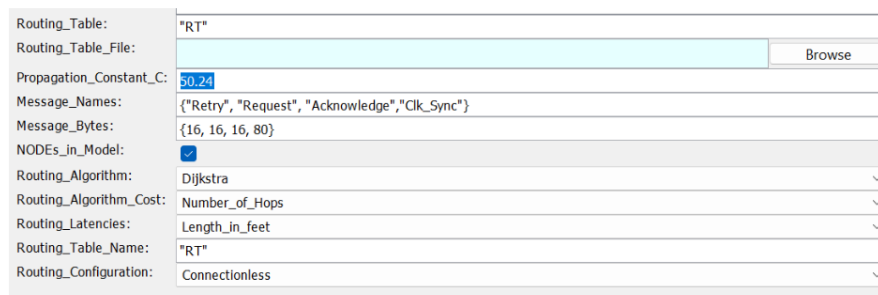 Routing_Table: "RT"
Routing_Table_File: Browse
Propagation_Constant_C: 50.24
Message_Names: {"Retry", "Request", "Acknowledge","Clk_Sync"}
Message_Bytes: {16, 16, 16, 80}
NODEs_in_Model:
Routing_Algorithm: Dijkstra
Routing_Algorithm_Cost: Number_of_Hops
Routing_Latencies: Length_in_feet
Routing_Table_Name: "RT"
Routing_Configuration: Connectionless